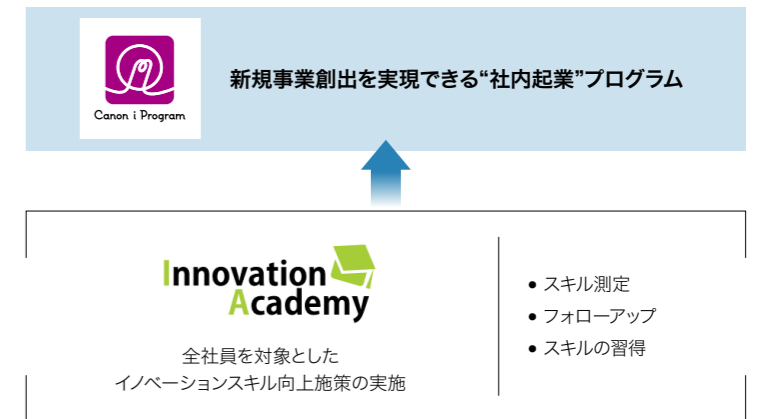 新規事業創出を実現できる“社内起業”プログラム
Canon i Program
Innovation
Academy
全社員を対象とした
イノベーションスキル向上施策の実施
● スキル測定
● フォローアップ
● スキルの習得